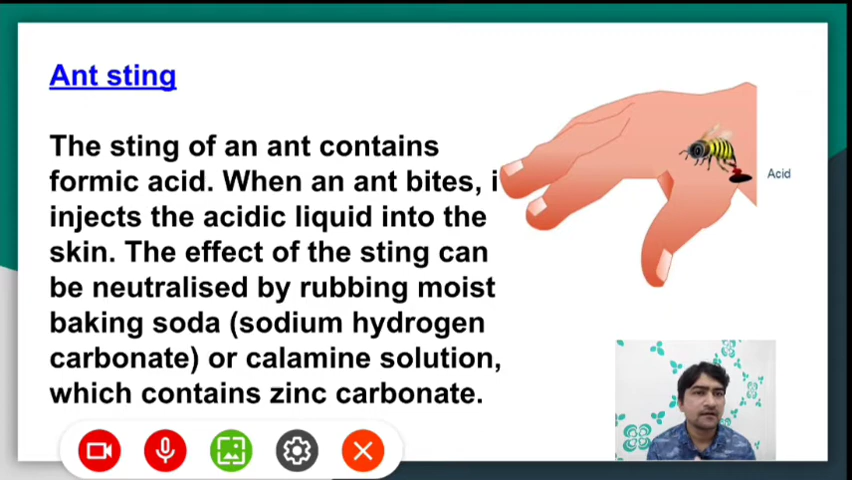 Ant sting
The sting of an ant contains
formic acid. When an ant bites, i
injects the acidic liquid into the
skin. The effect of the sting can
be neutralised by rubbing moist
baking soda (sodium hydrogen
carbonate) or calamine solution,
which contains zinc carbonate.
Acid